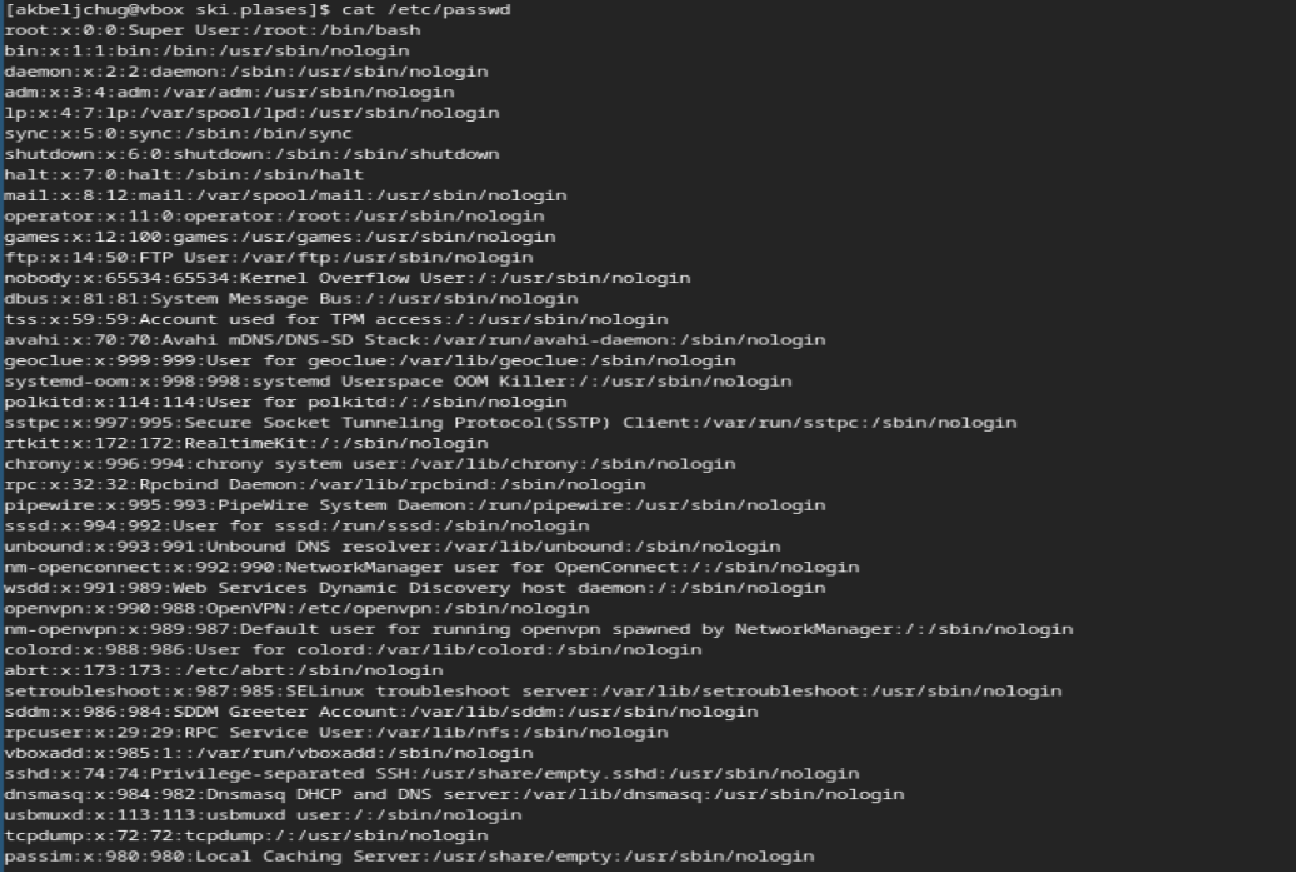 [akbeljchug@vbox ski.plases]$ cat /etc/passwd
root:x:0:0:Super User:/root:/bin/bash
bin:x:1:1:bin:/bin:/usr/sbin/nologin
daemon:x:2:2:daemon:/sbin:/usr/sbin/nologin
adm:x:3:4:adm:/var/adm:/usr/sbin/nologin
lp:x:4:7:lp:/var/spool/lpd:/usr/sbin/nologin
sync:x:5:0:sync:/sbin:/bin/sync
shutdown:x:6:0:shutdown:/sbin:/sbin/shutdown
halt:x:7:0:halt:/sbin:/sbin/halt
mail:x:8:12:mail:/var/spool/mail:/usr/sbin/nologin
operator:x:11:0:operator:/root:/usr/sbin/nologin
games:x:12:100:games:/usr/games:/usr/sbin/nologin
ftp:x:14:50:FTP User:/var/ftp:/usr/sbin/nologin
nobody:x:65534:65534:Kernel Overflow User:/:/usr/sbin/nologin
dbus:x:81:81:System Message Bus:/:/usr/sbin/nologin
tss:x:59:59:Account used for TPM access:/:/usr/sbin/nologin
avahi:x:70:70:Avahi mDNS/DNS-SD Stack:/var/run/avahi-daemon:/sbin/nologin
geoclue:x:999:999:User for geoclue:/var/lib/geoclue:/sbin/nologin
systemd-oom:x:998:998:systemd Userspace OOM Killer:/:/usr/sbin/nologin
polkitd:x:114:114:User for polkitd:/:/sbin/nologin
sstpc:x:997:995:Secure Socket Tunneling Protocol(SSTP) Client:/var/run/sstpc:/sbin/nologin
rtkit:x:172:172:RealtimeKit:/:/sbin/nologin
chrony:x:996:994:chrony system user:/var/lib/chrony:/sbin/nologin
rpc:x:32:32:Rpcbind Daemon:/var/lib/rpcbind:/sbin/nologin
pipewire:x:995:993:PipeWire System Daemon:/run/pipewire:/usr/sbin/nologin
sssd:x:994:992:User for sssd:/run/sssd:/sbin/nologin
unbound:x:993:991:Unbound DNS resolver:/var/lib/unbound:/sbin/nologin
nm-openconnect:x:992:990:NetworkManager user for OpenConnect:/:/sbin/nologin
wsdd:x:991:989:Web Services Dynamic Discovery host daemon:/:/sbin/nologin
openvpn:x:990:988:OpenVPN:/etc/openvpn:/sbin/nologin
nm-openvpn:x:989:987:Default user for running openvpn spawned by NetworkManager:/:/sbin/nologin
colord:x:988:986:User for colord:/var/lib/colord:/sbin/nologin
abrt:x:173:173::/etc/abrt:/sbin/nologin
setroubleshoot:x:987:985:SELinux troubleshoot server:/var/lib/setroubleshoot:/usr/sbin/nologin
sddm:x:986:984:SDDM Greeter Account:/var/lib/sddm:/usr/sbin/nologin
rpcuser:x:29:29:RPC Service User:/var/lib/nfs:/sbin/nologin
vboxadd:x:985:1::/var/run/vboxadd:/sbin/nologin
sshd:x:74:74:Privilege-separated SSH:/usr/share/empty.sshd:/usr/sbin/nologin
dnsmasq:x:984:982:Dnsmasq DHCP and DNS server:/var/lib/dnsmasq:/usr/sbin/nologin
usbmuxd:x:113:113:usbmuxd user:/:/sbin/nologin
tcpdump:x:72:72:tcpdump:/:/usr/sbin/nologin
passim:x:980:980:Local Caching Server:/usr/share/empty:/usr/sbin/nologin